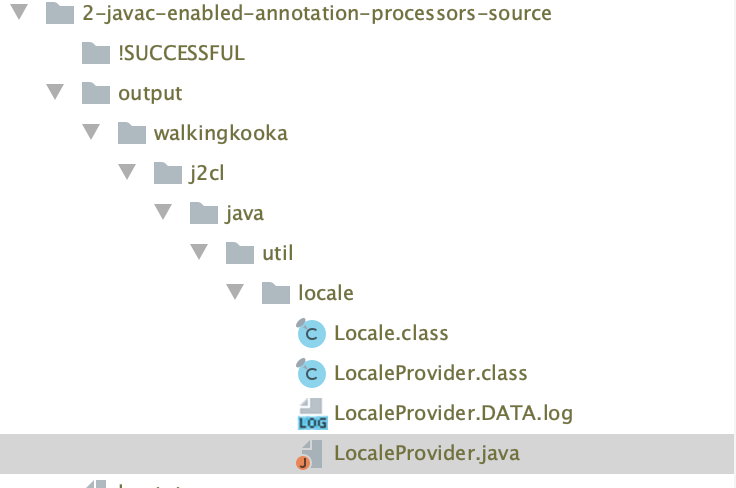 2-javac-enabled-annotation-processors-source
!SUCCESSFUL
output
walkingkooka
j2cl
java
util
locale
C Locale.class
C LocaleProvider.class
LOG LocaleProvider.DATA.log
J LocaleProvider.java